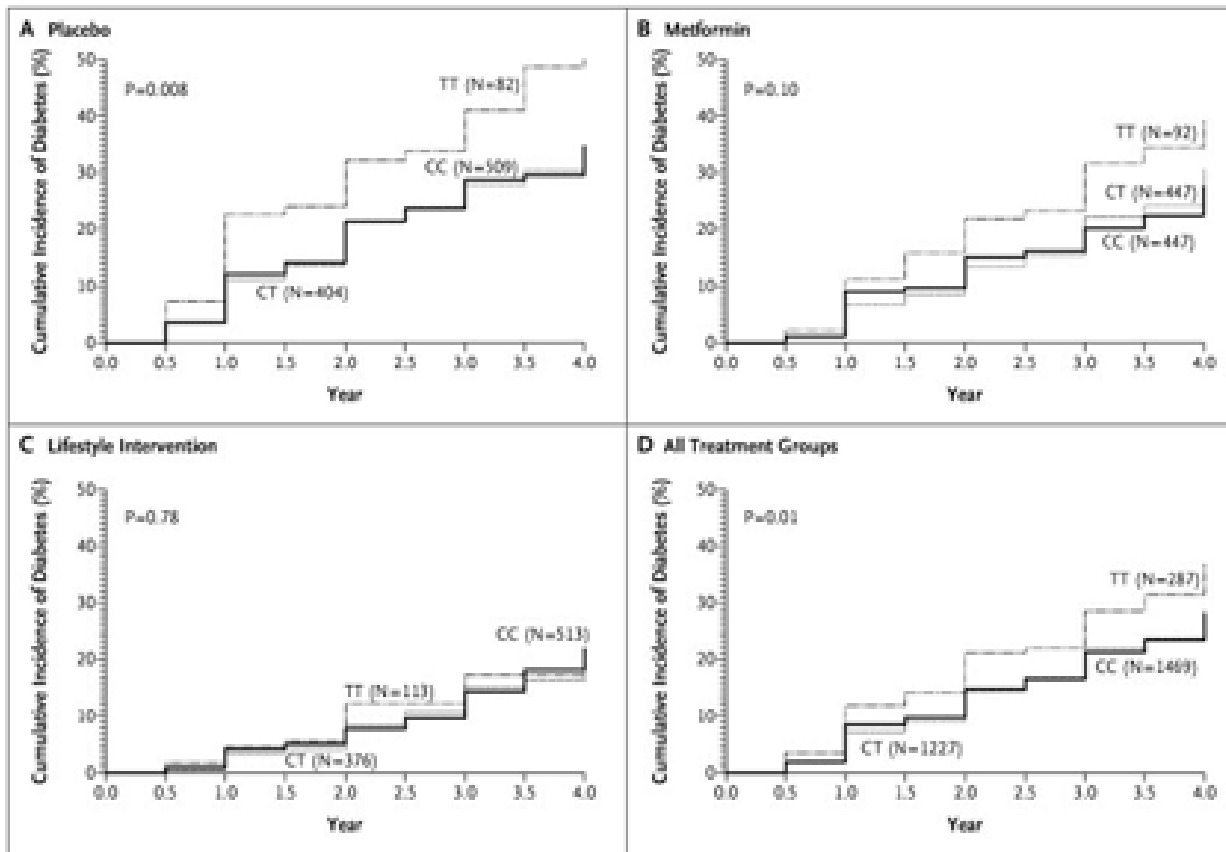 A Placebo
Cumulative Incidence of Diabetes (%)
50
40
30
20
10
0
P=0.008
TT (N=82)
CC (N=509)
CT (N=404)
0.0 0.5 1.0 1.5 2.0 2.5 3.0 3.5 4.0
Year
B Metformin
Cumulative Incidence of Diabetes (%)
50
40
30
20
10
0
P=0.10
TT (N=92)
CT (N=447)
CC (N=447)
0.0 0.5 1.0 1.5 2.0 2.5 3.0 3.5 4.0
Year
C Lifestyle Intervention
Cumulative Incidence of Diabetes (%)
50
40
30
20
10
0
P=0.78
CC (N=513)
TT (N=113)
CT (N=376)
0.0 0.5 1.0 1.5 2.0 2.5 3.0 3.5 4.0
Year
D All Treatment Groups
Cumulative Incidence of Diabetes (%)
50
40
30
20
10
0
P=0.01
TT (N=287)
CC (N=1469)
CT (N=1227)
0.0 0.5 1.0 1.5 2.0 2.5 3.0 3.5 4.0
Year